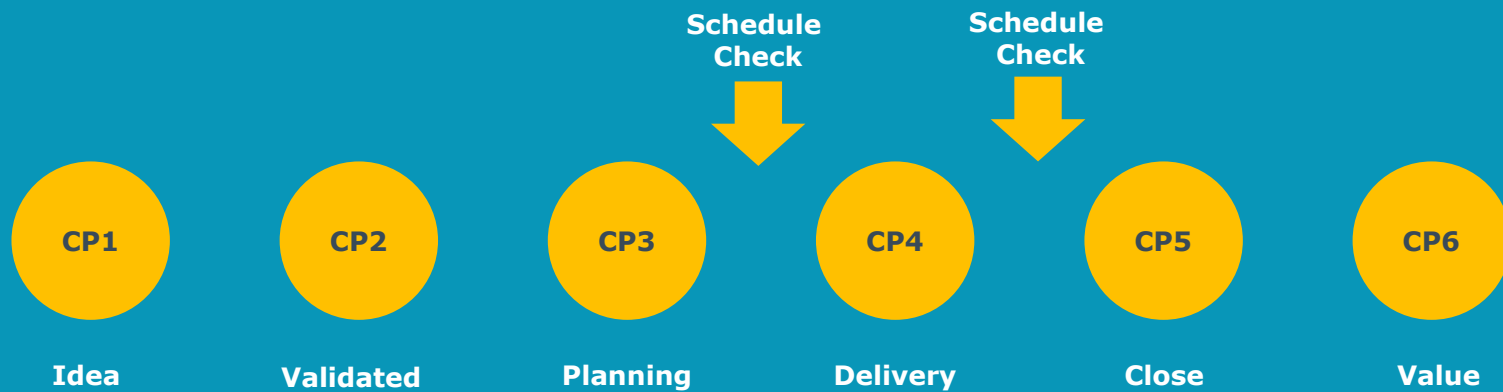 Schedule
Check
Schedule
Check
CP1
CP2
CP3
CP4
CP5
CP6
Idea
Validated
Planning
Delivery
Close
Value